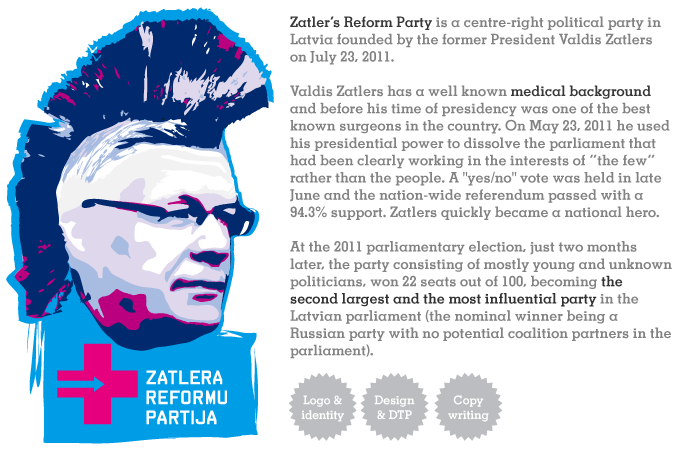 Zatler's Reform Party is a centre-right political party in
Latvia founded by the former President Valdis Zatlers
on July 23, 2011.
Valdis Zatlers has a well known medical background
and before his time of presidency was one of the best
known surgeons in the country. On May 23, 2011 he used
his presidential power to dissolve the parliament that
had been clearly working in the interests of "the few"
rather than the people. A "yes/no" vote was held in late
June and the nation-wide referendum passed with a
94.3% support. Zatlers quickly became a national hero.
At the 2011 parliamentary election, just two months
later, the party consisting of mostly young and unknown
politicians, won 22 seats out of 100, becoming the
second largest and the most influential party in the
Latvian parliament (the nominal winner being a
Russian party with no potential coalition partners in the
parliament).
ZATLERA
REFORMU
PARTIJA
Logo &
identity
Design
& DTP
Copy
writing